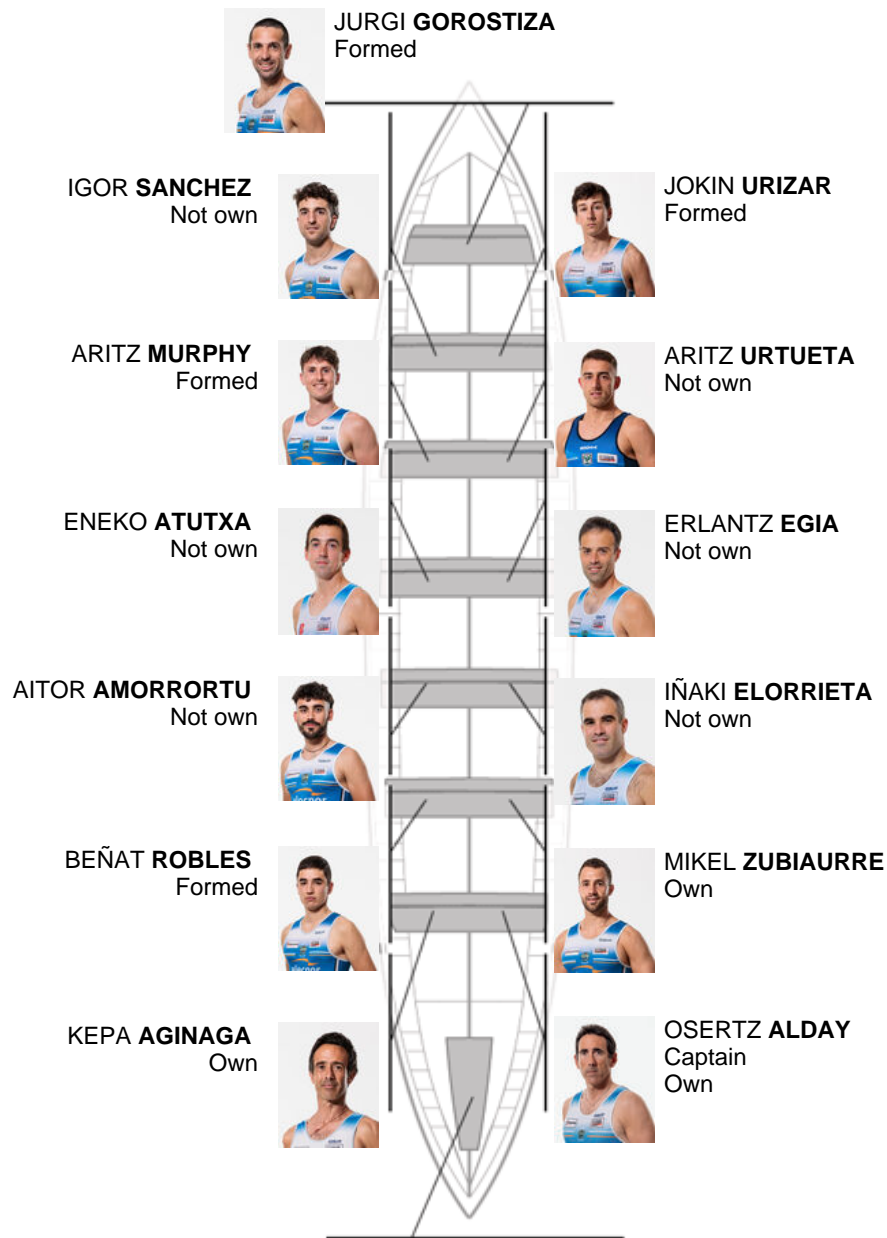 JURGI GOROSTIZA
Formed
IGOR SANCHEZ
Not own
JOKIN URIZAR
Formed
ARITZ MURPHY
Formed
ARITZ URTUETA
Not own
ENEKO ATUTXA
Not own
ERLANTZ EGIA
Not own
AITOR AMORRORTU
Not own
IÑAKI ELORRIETA
Not own
BEÑAT ROBLES
Formed
MIKEL ZUBIAURRE
Own
KEPA AGINAGA
Own
OSERTZ ALDAY
Captain
Own